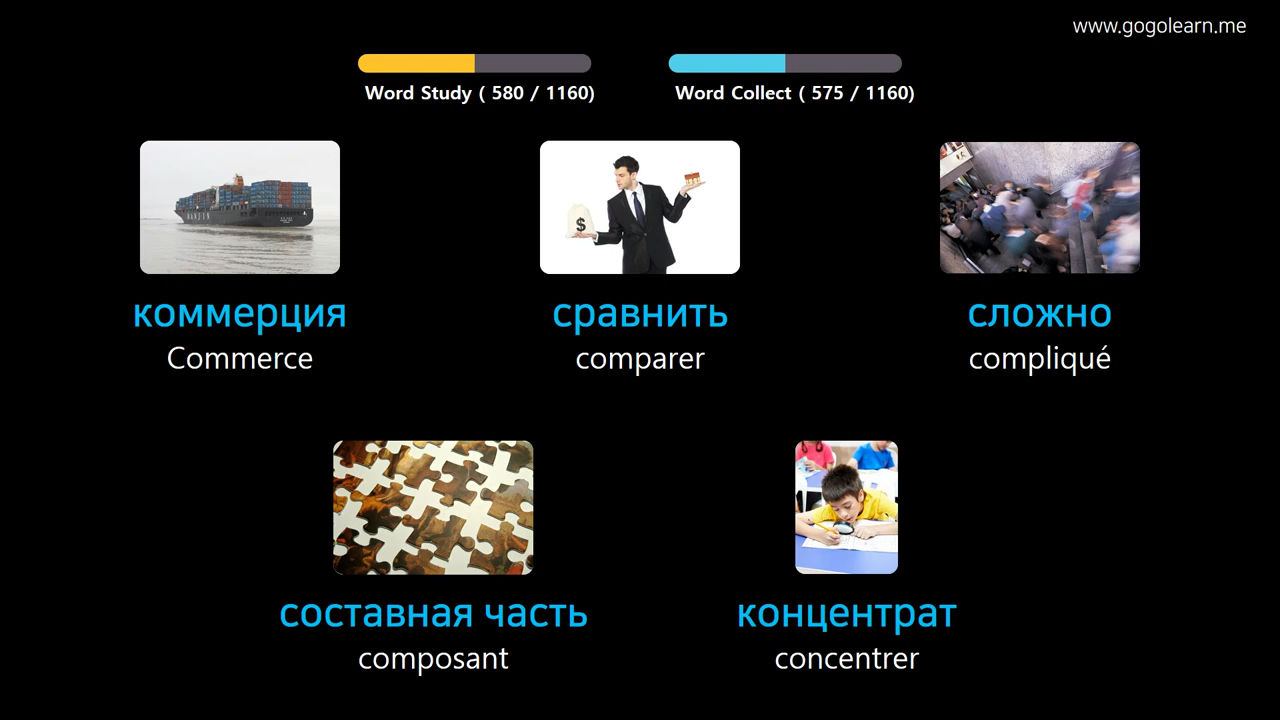 www.gogolearn.me
Word Study ( 580 / 1160)
Word Collect ( 575 / 1160)
HANJIN
$
коммерция
сравнить
сложно
Commerce
comparer
compliqué
составная часть
концентрат
composant
concentrer